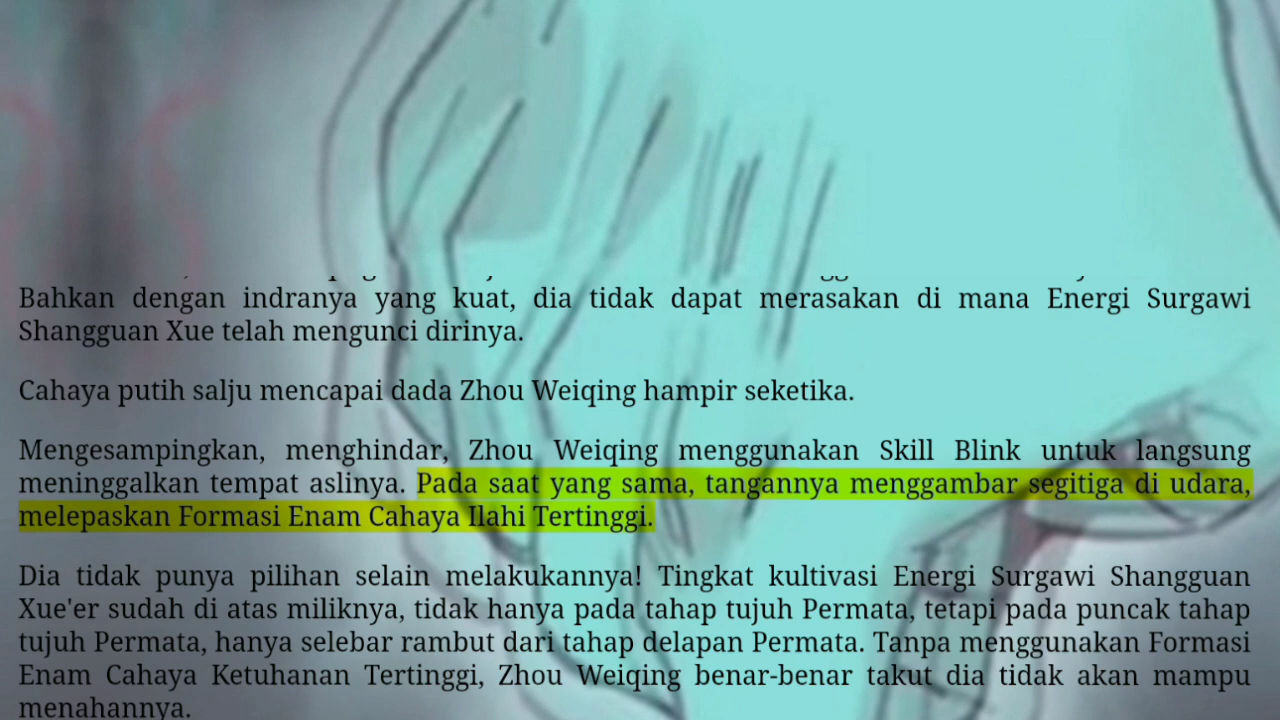 Bahkan dengan indranya yang kuat, dia tidak dapat merasakan di mana Energi Surgawi
Shangguan Xue telah mengunci dirinya.
Cahaya putih salju mencapai dada Zhou Weiqing hampir seketika.
Mengesampingkan, menghindar, Zhou Weiqing menggunakan Skill Blink untuk langsung
meninggalkan tempat aslinya. Pada saat yang sama, tangannya menggambar segitiga di udara,
melepaskan Formasi Enam Cahaya Ilahi Tertinggi.
Dia tidak punya pilihan selain melakukannya! Tingkat kultivasi Energi Surgawi Shangguan
Xue'er sudah di atas miliknya, tidak hanya pada tahap tujuh Permata, tetapi pada puncak tahap
tujuh Permata, hanya selebar rambut dari tahap delapan Permata. Tanpa menggunakan Formasi
Enam Cahaya Ketuhanan Tertinggi, Zhou Weiqing benar-benar takut dia tidak akan mampu
menahannya.